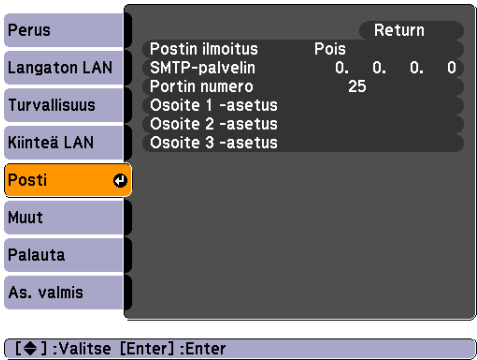 Perus
Langaton LAN
Turvallisuus
Kiinteä LAN
Posti
Muut
Palauta
As. valmis
Return
Postin ilmoitus Pois
SMTP-palvelin 0. 0. 0. 0
Portin numero 25
Osoite 1 -asetus
Osoite 2 -asetus
Osoite 3 -asetus
[◆] :Valitse [Enter] :Enter